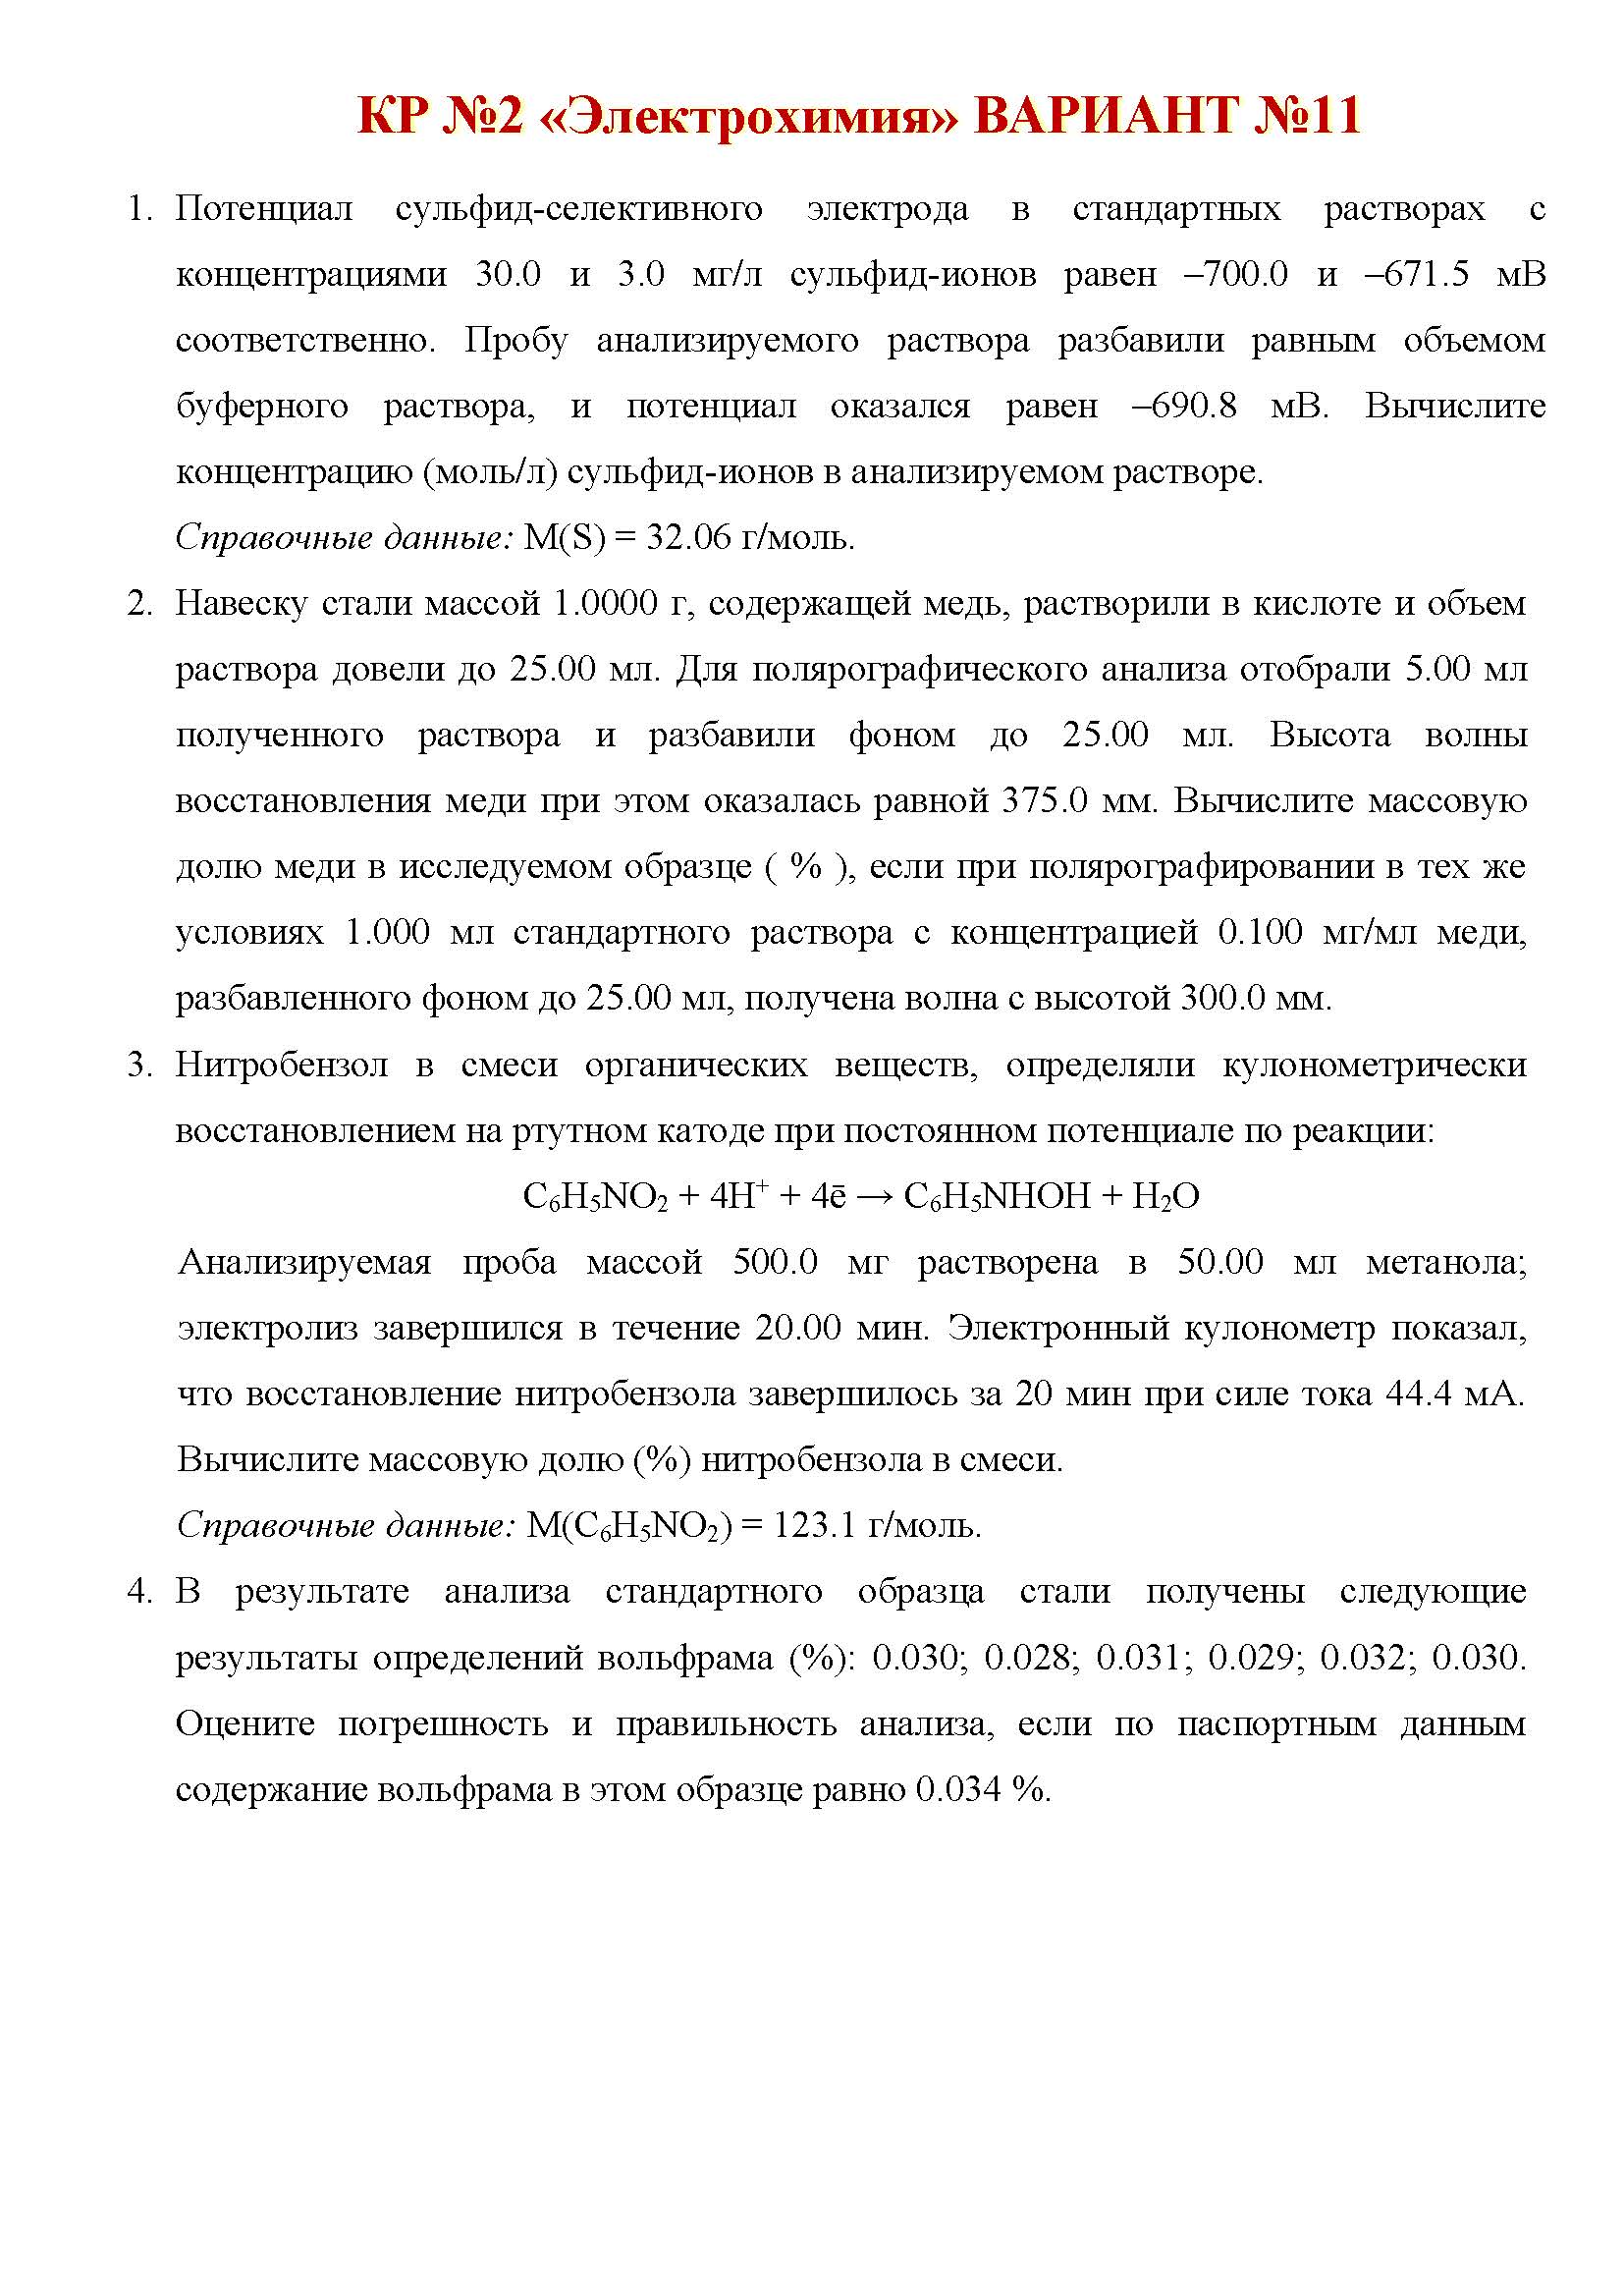 КР №2 «Электрохимия» ВАРИАНТ №11
1. Потенциал сульфид-селективного электрода в стандартных растворах с
концентрациями 30.0 и 3.0 мг/л сульфид-ионов равен –700.0 и –671.5 мВ
соответственно. Пробу анализируемого раствора разбавили равным объемом
буферного раствора, и потенциал оказался равен –690.8 мВ. Вычислите
концентрацию (моль/л) сульфид-ионов в анализируемом растворе.
Справочные данные: M(S) = 32.06 г/моль.
2. Навеску стали массой 1.0000 г, содержащей медь, растворили в кислоте и объем
раствора довели до 25.00 мл. Для полярографического анализа отобрали 5.00 мл
полученного раствора и разбавили фоном до 25.00 мл. Высота волны
восстановления меди при этом оказалась равной 375.0 мм. Вычислите массовую
долю меди в исследуемом образце ( % ), если при полярографировании в тех же
условиях 1.000 мл стандартного раствора с концентрацией 0.100 мг/мл меди,
разбавленного фоном до 25.00 мл, получена волна с высотой 300.0 мм.
3. Нитробензол в смеси органических веществ, определяли кулонометрически
восстановлением на ртутном катоде при постоянном потенциале по реакции:
C₆H₅NO₂ + 4H⁺ + 4ē → C₆H₅NHOH + H₂O
Анализируемая проба массой 500.0 мг растворена в 50.00 мл метанола;
электролиз завершился в течение 20.00 мин. Электронный кулонометр показал,
что восстановление нитробензола завершилось за 20 мин при силе тока 44.4 мА.
Вычислите массовую долю (%) нитробензола в смеси.
Справочные данные: M(C₆H₅NO₂) = 123.1 г/моль.
4. В результате анализа стандартного образца стали получены следующие
результаты определений вольфрама (%): 0.030; 0.028; 0.031; 0.029; 0.032; 0.030.
Оцените погрешность и правильность анализа, если по паспортным данным
содержание вольфрама в этом образце равно 0.034 %.